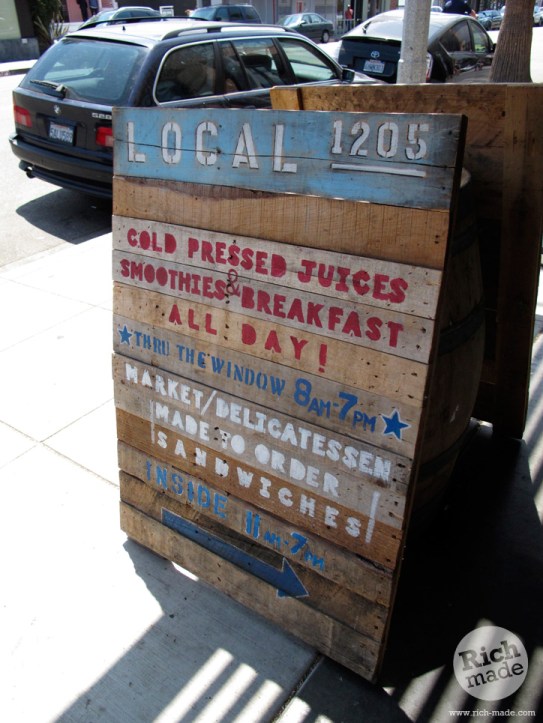 LOCAL 1205
COLD PRESSED JUICES
SMOOTHIES & BREAKFAST
ALL DAY!
THRU THE WINDOW 8AM-7PM
MARKET/DELICATESSEN
MADE TO ORDER
SANDWICHES
INSIDE 11AM-7PM
Rich
made
www.rich-made.com